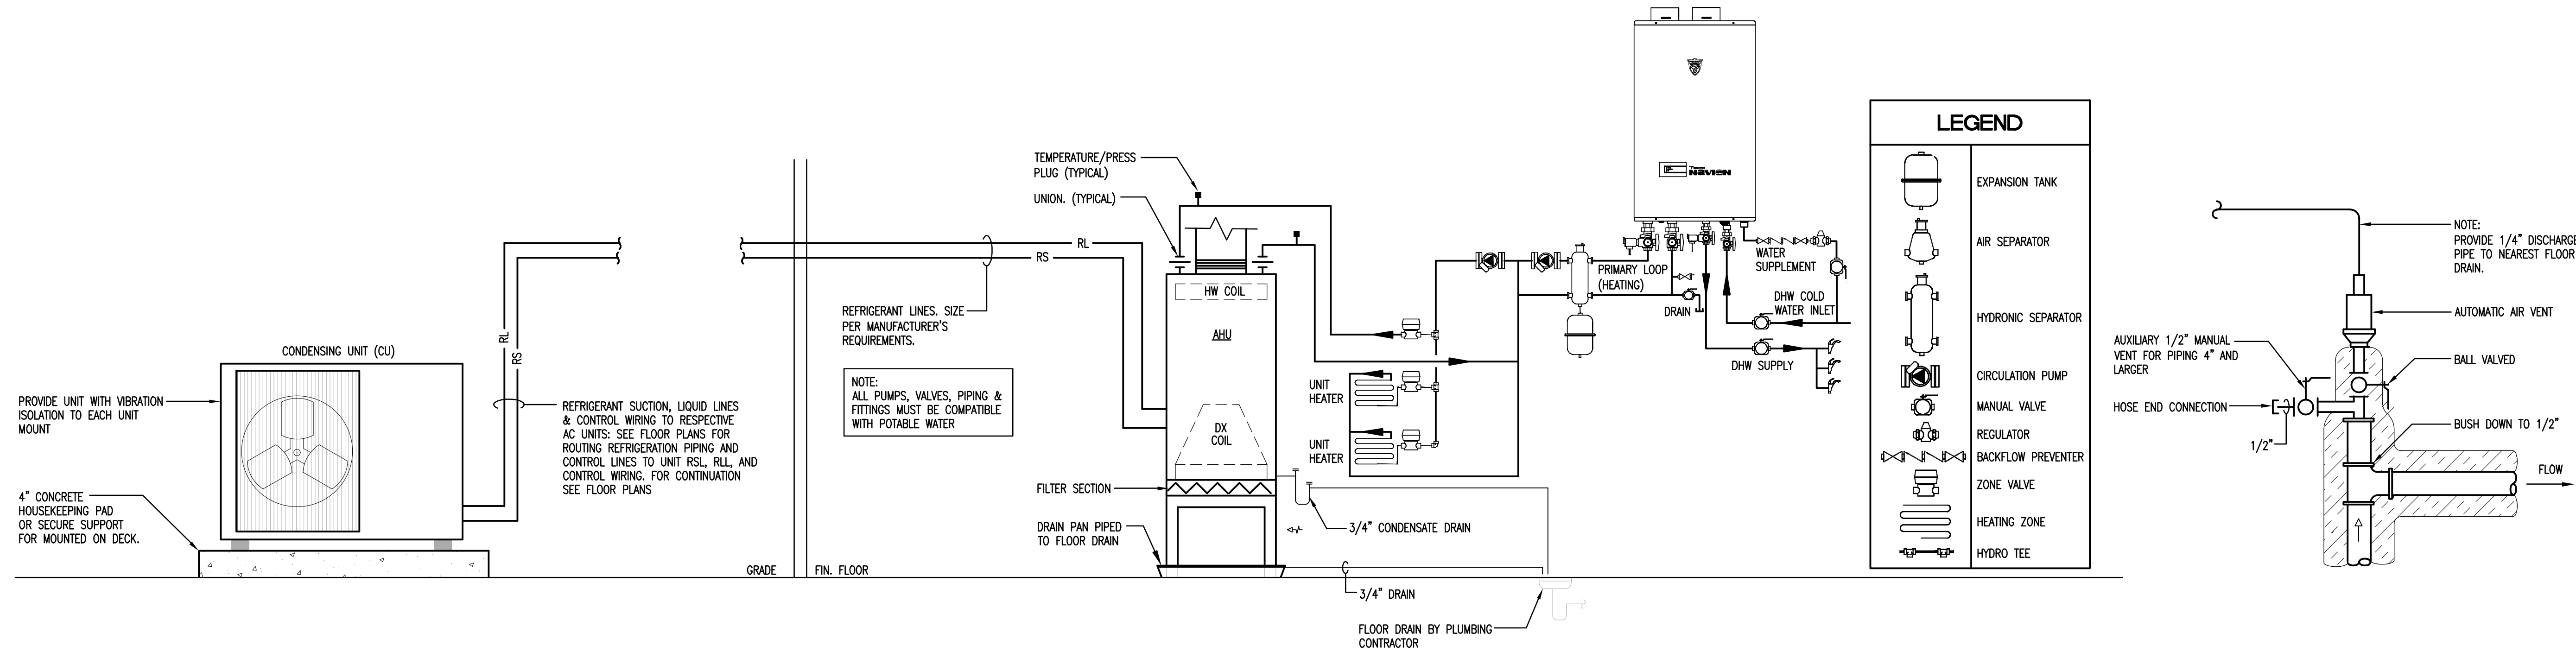 CONDENSING UNIT (CU)
PROVIDE UNIT WITH VIBRATION
ISOLATION TO EACH UNIT
MOUNT
4" CONCRETE
HOUSEKEEPING PAD
OR SECURE SUPPORT
FOR MOUNTED ON DECK.
RL
RS
REFRIGERANT SUCTION, LIQUID LINES
& CONTROL WIRING TO RESPECTIVE
AC UNITS: SEE FLOOR PLANS FOR
ROUTING REFRIGERATION PIPING AND
CONTROL LINES TO UNIT RSL, RLL, AND
CONTROL WIRING. FOR CONTINUATION
SEE FLOOR PLANS
GRADE
FIN. FLOOR
REFRIGERANT LINES. SIZE
PER MANUFACTURER'S
REQUIREMENTS.
NOTE:
ALL PUMPS, VALVES, PIPING &
FITTINGS MUST BE COMPATIBLE
WITH POTABLE WATER
RL
RS
TEMPERATURE/PRESS
PLUG (TYPICAL)
UNION. (TYPICAL)
HW COIL
AHU
DX
COIL
FILTER SECTION
DRAIN PAN PIPED
TO FLOOR DRAIN
3/4" CONDENSATE DRAIN
3/4" DRAIN
FLOOR DRAIN BY PLUMBING
CONTRACTOR
UNIT
HEATER
UNIT
HEATER
NAVIEN
PRIMARY LOOP
(HEATING)
DRAIN
WATER
SUPPLEMENT
DHW COLD
WATER INLET
DHW SUPPLY
LEGEND
EXPANSION TANK
AIR SEPARATOR
HYDRONIC SEPARATOR
CIRCULATION PUMP
MANUAL VALVE
REGULATOR
BACKFLOW PREVENTER
ZONE VALVE
HEATING ZONE
HYDRO TEE
NOTE:
PROVIDE 1/4" DISCHARGE
PIPE TO NEAREST FLOOR
DRAIN.
AUTOMATIC AIR VENT
AUXILIARY 1/2" MANUAL
VENT FOR PIPING 4" AND
LARGER
BALL VALVED
HOSE END CONNECTION
1/2"
BUSH DOWN TO 1/2"
FLOW